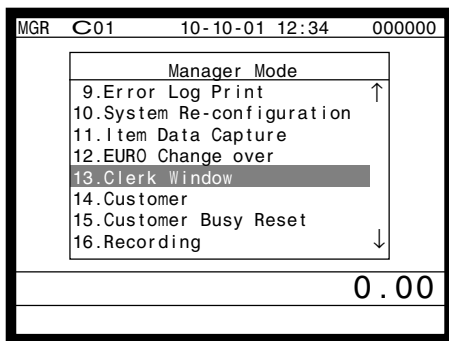 MGR C01 10-10-01 12:34 000000
Manager Mode
9.Error Log Print ↑
10.System Re-configuration
11.Item Data Capture
12.EURO Change over
13.Clerk Window
14.Customer
15.Customer Busy Reset
16.Recording ↓
0.00